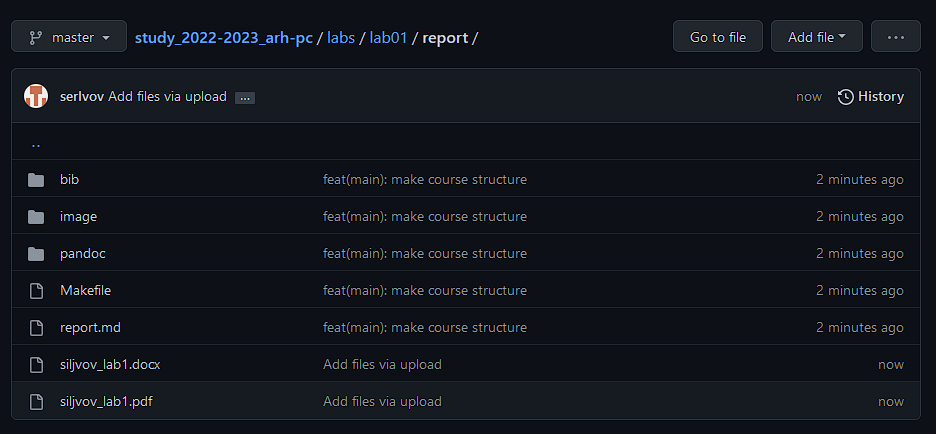 master study_2022-2023_arh-pc / labs / lab01 / report / Go to file Add file ...
serlvov Add files via upload ... now History
..
bib feat(main): make course structure 2 minutes ago
image feat(main): make course structure 2 minutes ago
pandoc feat(main): make course structure 2 minutes ago
Makefile feat(main): make course structure 2 minutes ago
report.md feat(main): make course structure 2 minutes ago
siljvov_lab1.docx Add files via upload now
siljvov_lab1.pdf Add files via upload now